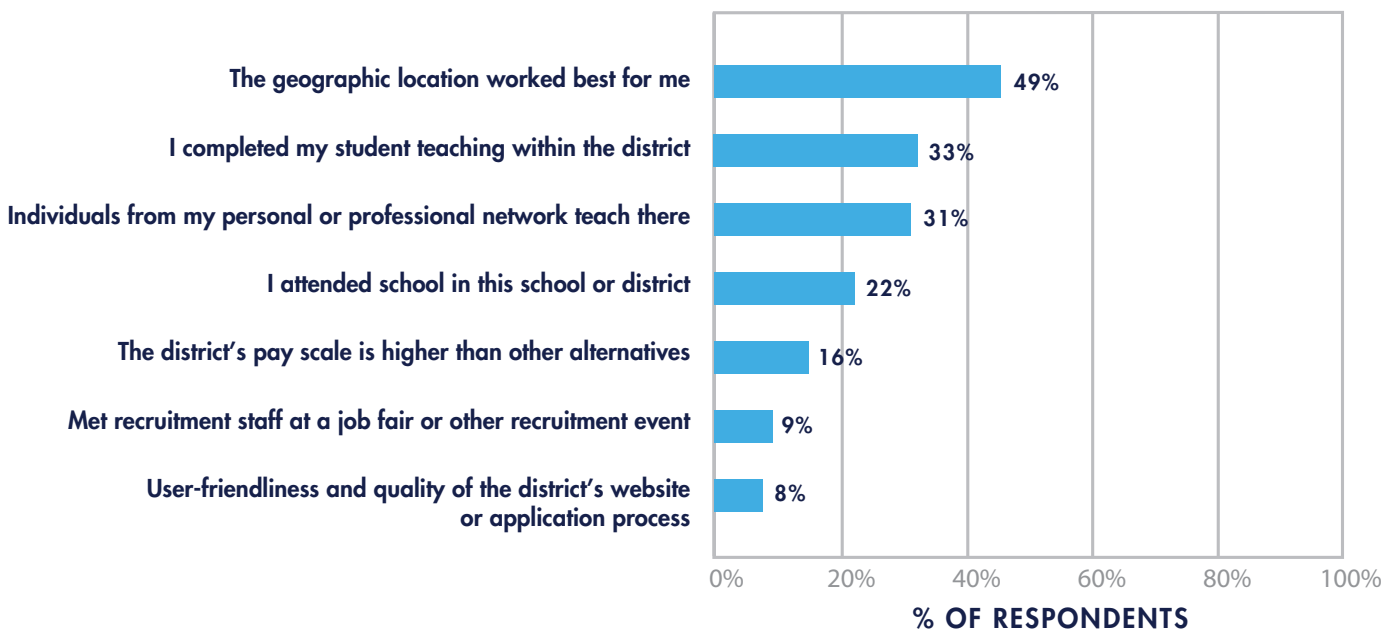 The geographic location worked best for me
49%
I completed my student teaching within the district
33%
Individuals from my personal or professional network teach there
31%
I attended school in this school or district
22%
The district’s pay scale is higher than other alternatives
16%
Met recruitment staff at a job fair or other recruitment event
9%
User-friendliness and quality of the district’s website
or application process
8%
0% 20% 40% 60% 80% 100%
% OF RESPONDENTS